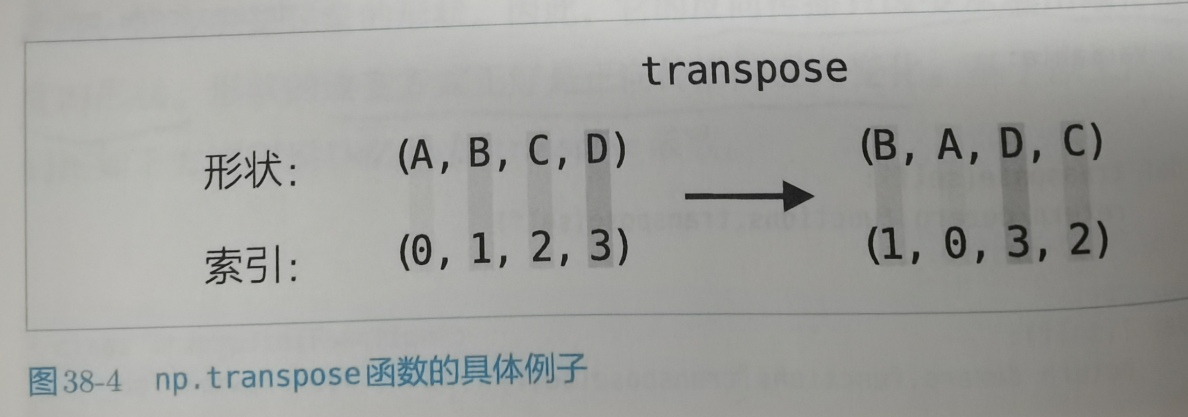 transpose
形状: (A, B, C, D) (B, A, D, C)
索引: (0, 1, 2, 3) (1, 0, 3, 2)
图38-4 np.transpose函数的具体例子